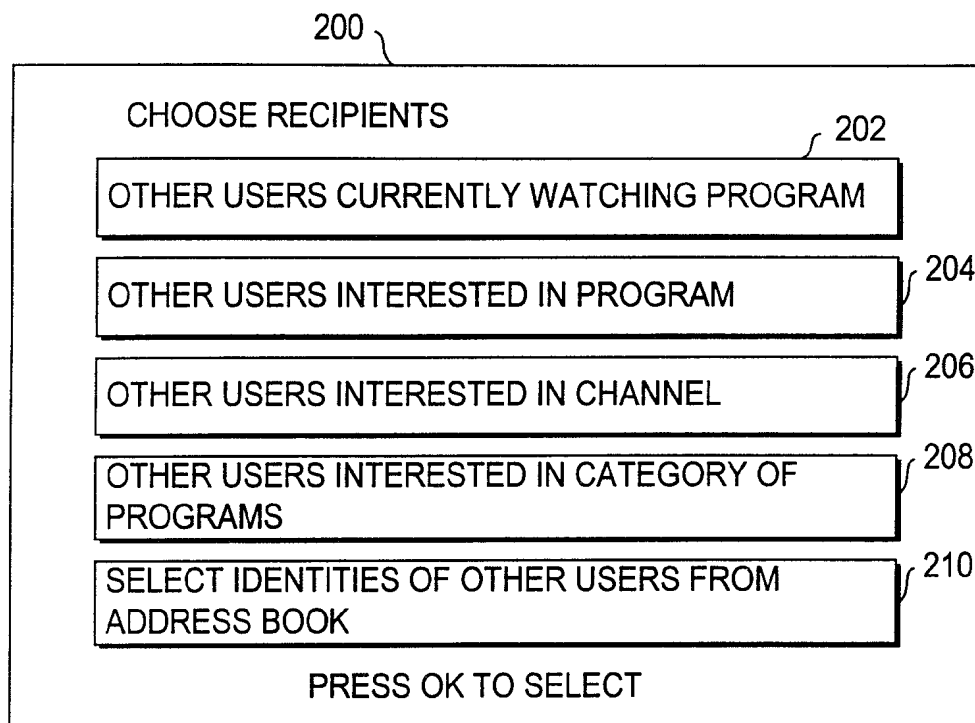 200
CHOOSE RECIPIENTS
202
OTHER USERS CURRENTLY WATCHING PROGRAM
204
OTHER USERS INTERESTED IN PROGRAM
206
OTHER USERS INTERESTED IN CHANNEL
208
OTHER USERS INTERESTED IN CATEGORY OF
PROGRAMS
210
SELECT IDENTITIES OF OTHER USERS FROM
ADDRESS BOOK
PRESS OK TO SELECT